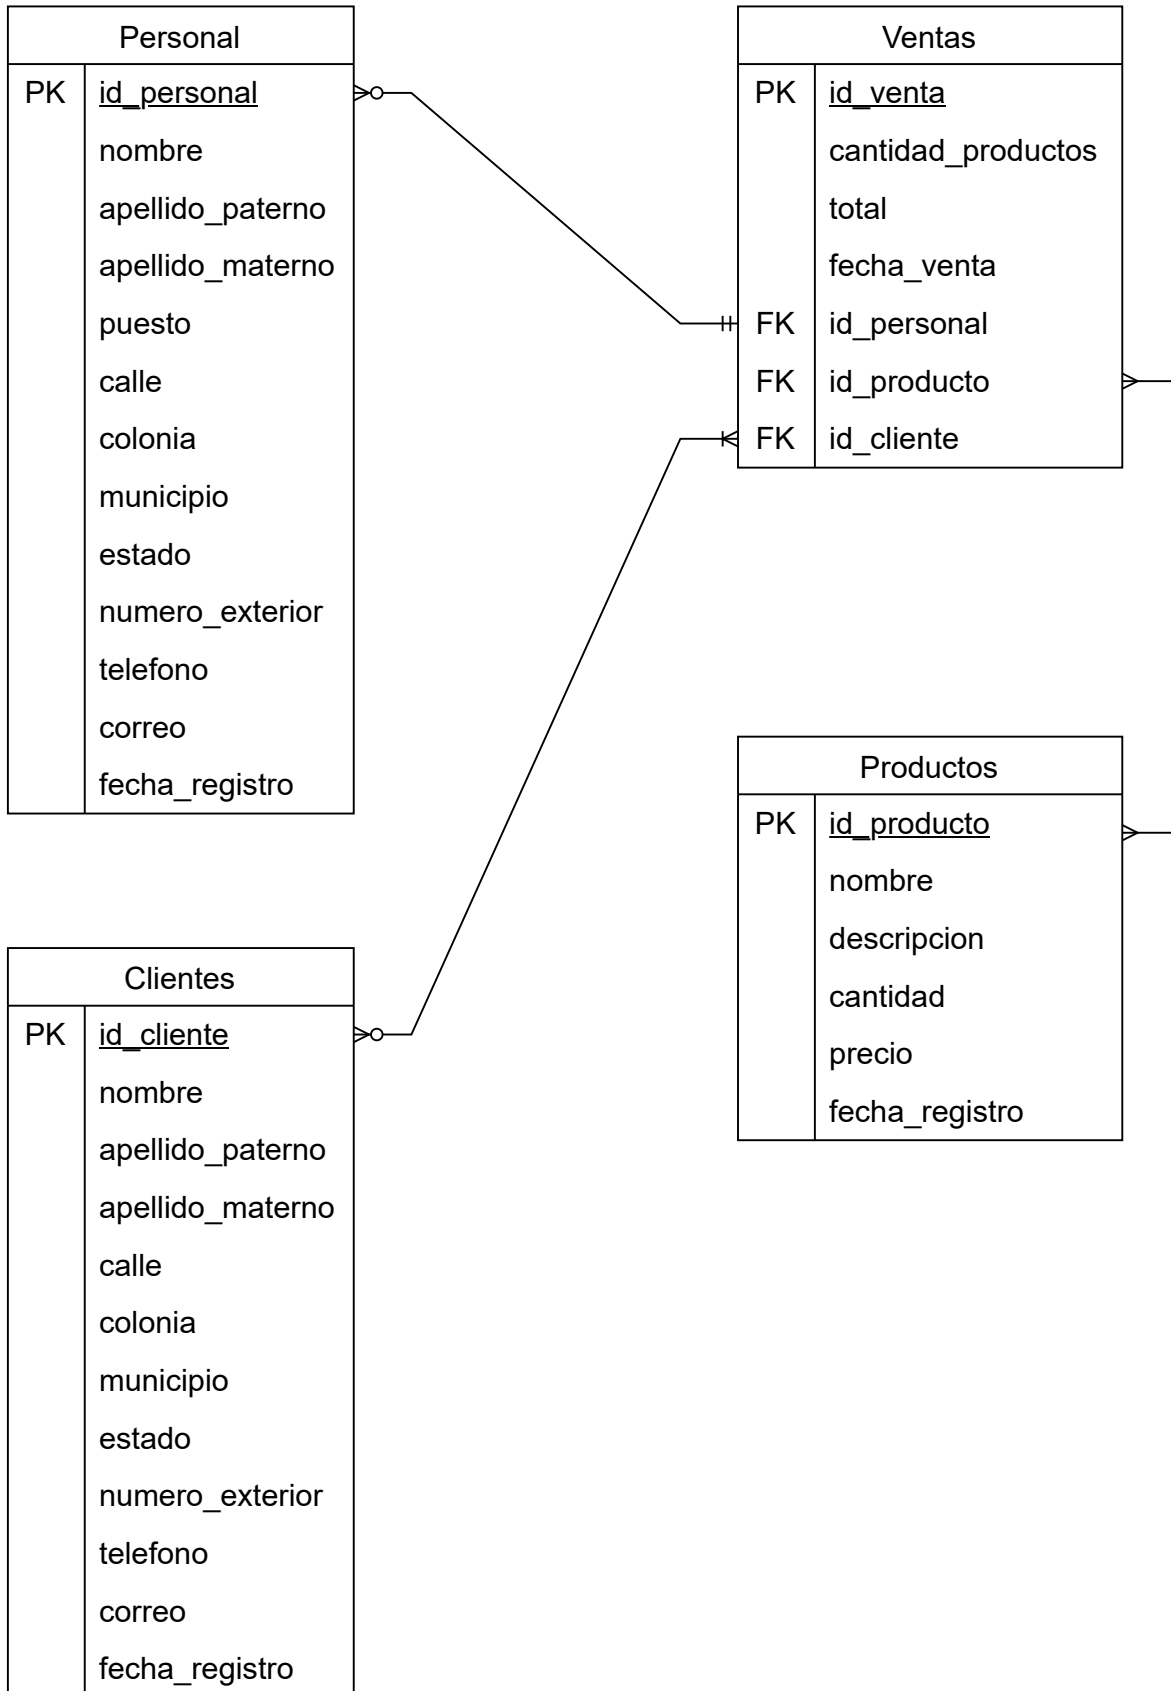 Personal
PK id_personal
nombre
apellido_paterno
apellido_materno
puesto
calle
colonia
municipio
estado
numero_exterior
telefono
correo
fecha_registro
Ventas
PK id_venta
cantidad_productos
total
fecha_venta
FK id_personal
FK id_producto
FK id_cliente
Productos
PK id_producto
nombre
descripcion
cantidad
precio
fecha_registro
Clientes
PK id_cliente
nombre
apellido_paterno
apellido_materno
calle
colonia
municipio
estado
numero_exterior
telefono
correo
fecha_registro